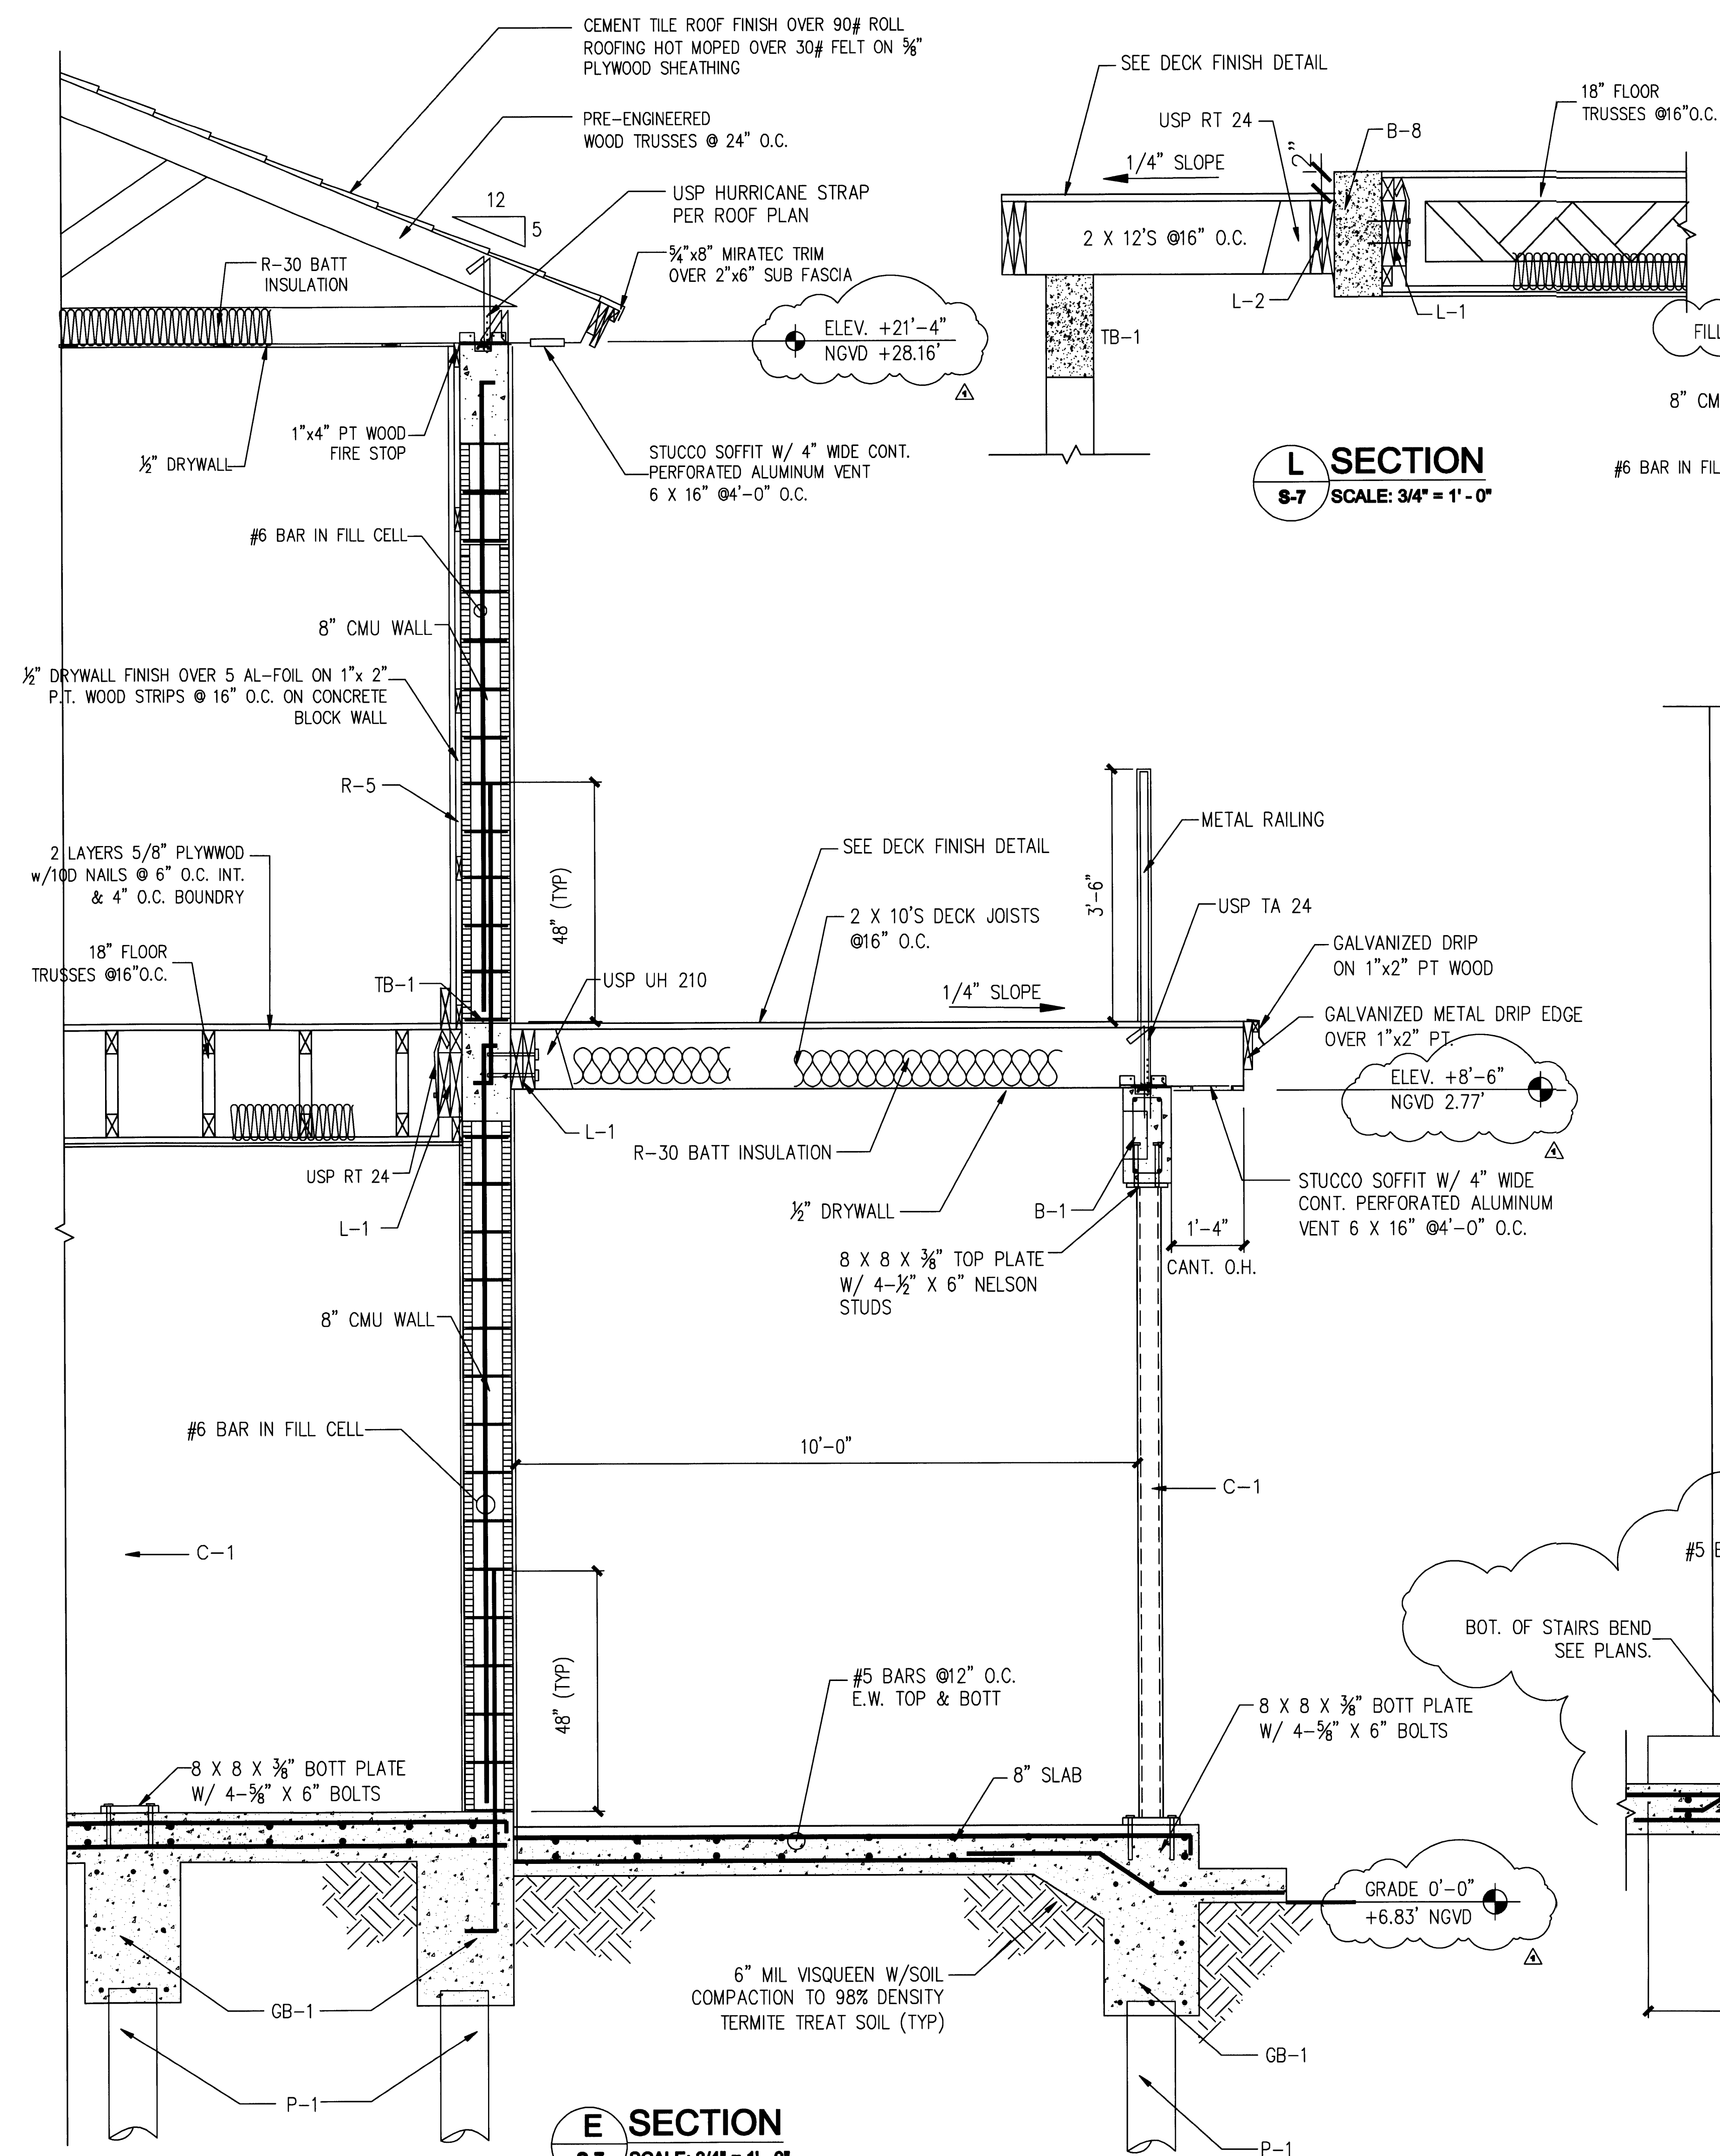 CEMENT TILE ROOF FINISH OVER 90# ROLL
ROOFING HOT MOPED OVER 30# FELT ON ⅝"
PLYWOOD SHEATHING
PRE-ENGINEERED
WOOD TRUSSES @ 24" O.C.
12
5
USP HURRICANE STRAP
PER ROOF PLAN
R-30 BATT
INSULATION
5/4"x8" MIRATEC TRIM
OVER 2"x6" SUB FASCIA
ELEV. +21'-4"
NGVD +28.16'
1
1"x4" PT WOOD
FIRE STOP
½" DRYWALL
STUCCO SOFFIT W/ 4" WIDE CONT.
PERFORATED ALUMINUM VENT
6 X 16" @4'-0" O.C.
SEE DECK FINISH DETAIL
USP RT 24
2"
B-8
18" FLOOR
TRUSSES @16"O.C.
1/4" SLOPE
2 X 12'S @16" O.C.
L-2
L-1
TB-1
FILL
8" CM
#6 BAR IN FIL
L
S-7
SECTION
SCALE: 3/4" = 1' - 0"
#6 BAR IN FILL CELL
8" CMU WALL
½" DRYWALL FINISH OVER 5 AL-FOIL ON 1"x 2"
P.T. WOOD STRIPS @ 16" O.C. ON CONCRETE
BLOCK WALL
R-5
48" (TYP)
2 LAYERS 5/8" PLYWWOD
w/10D NAILS @ 6" O.C. INT.
& 4" O.C. BOUNDRY
18" FLOOR
TRUSSES @16"O.C.
TB-1
USP UH 210
SEE DECK FINISH DETAIL
2 X 10'S DECK JOISTS
@16" O.C.
1/4" SLOPE
3'-6"
METAL RAILING
USP TA 24
GALVANIZED DRIP
ON 1"x2" PT WOOD
GALVANIZED METAL DRIP EDGE
OVER 1"x2" PT.
ELEV. +8'-6"
NGVD 2.77'
1
L-1
R-30 BATT INSULATION
USP RT 24
L-1
½" DRYWALL
B-1
8 X 8 X ⅜" TOP PLATE
W/ 4-½" X 6" NELSON
STUDS
1'-4"
CANT. O.H.
STUCCO SOFFIT W/ 4" WIDE
CONT. PERFORATED ALUMINUM
VENT 6 X 16" @4'-0" O.C.
8" CMU WALL
#6 BAR IN FILL CELL
10'-0"
C-1
C-1
#5
BOT. OF STAIRS BEND
SEE PLANS.
48" (TYP)
#5 BARS @12" O.C.
E.W. TOP & BOTT
8 X 8 X ⅜" BOTT PLATE
W/ 4-⅝" X 6" BOLTS
8 X 8 X ⅜" BOTT PLATE
W/ 4-⅝" X 6" BOLTS
8" SLAB
GRADE 0'-0"
+6.83' NGVD
1
6" MIL VISQUEEN W/SOIL
COMPACTION TO 98% DENSITY
TERMITE TREAT SOIL (TYP)
GB-1
GB-1
P-1
P-1
E
SECTION
SCALE: 3/4" = 1' - 0"